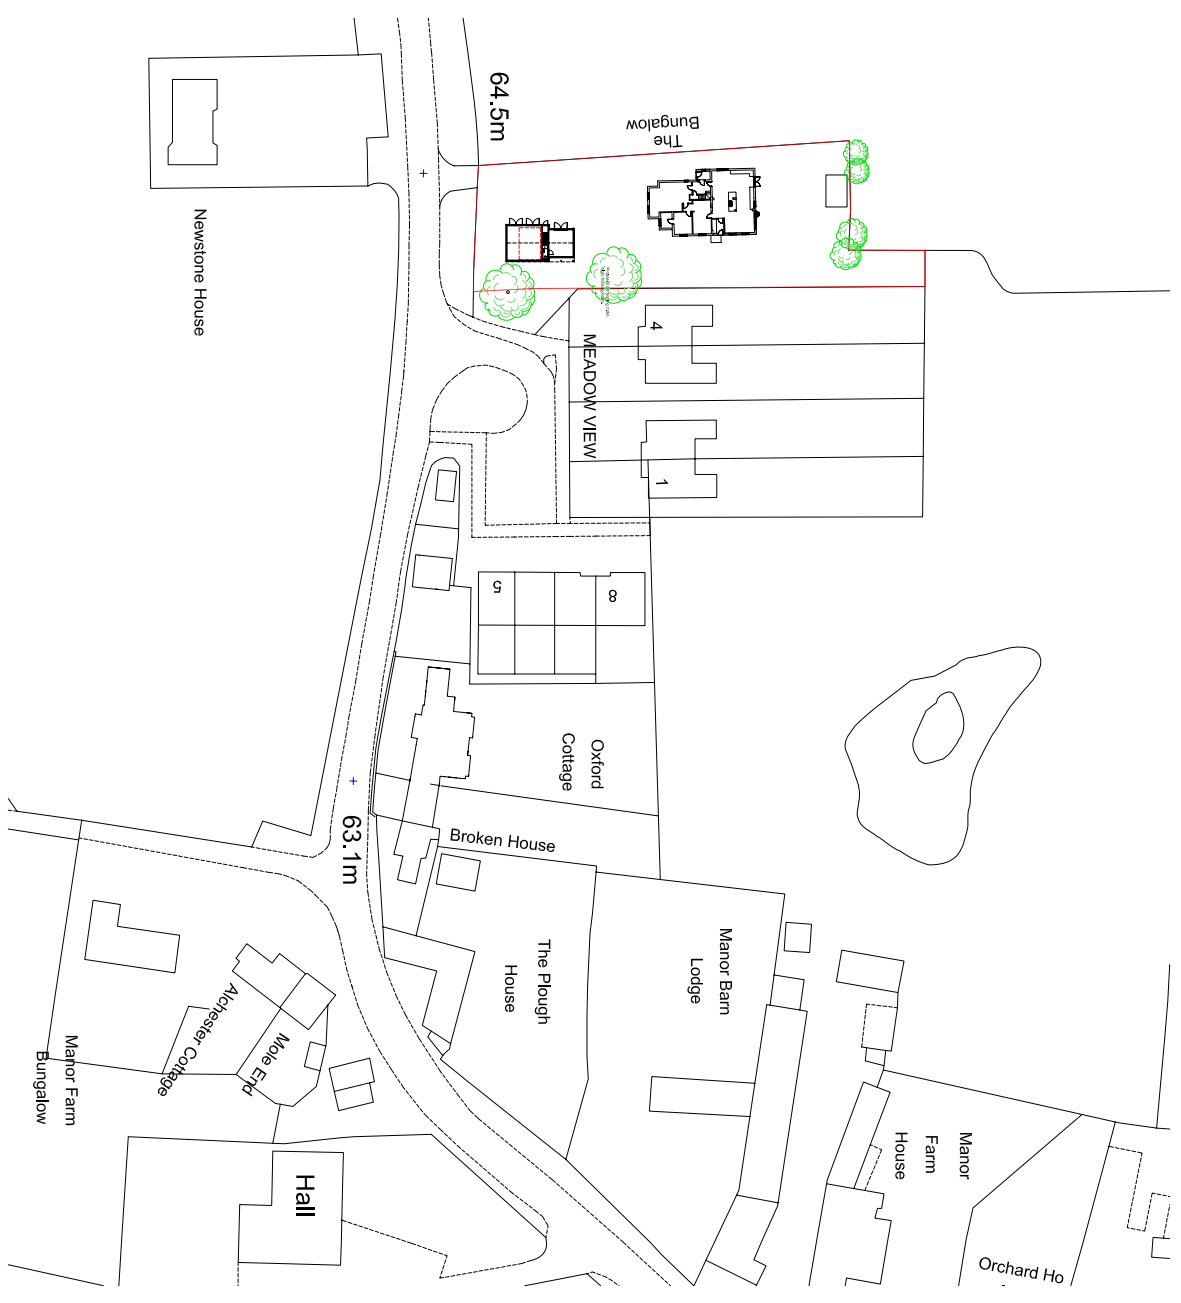 64.5m
The
Bungalow
Newstone House
4
MEADOW VIEW
1
5
8
Oxford
Cottage
63.1m
Broken House
The Plough
House
Manor Barn
Lodge
Alchester Cottage
Mole End
Manor Farm
Bungalow
Manor
Farm
House
Hall
Orchard Ho